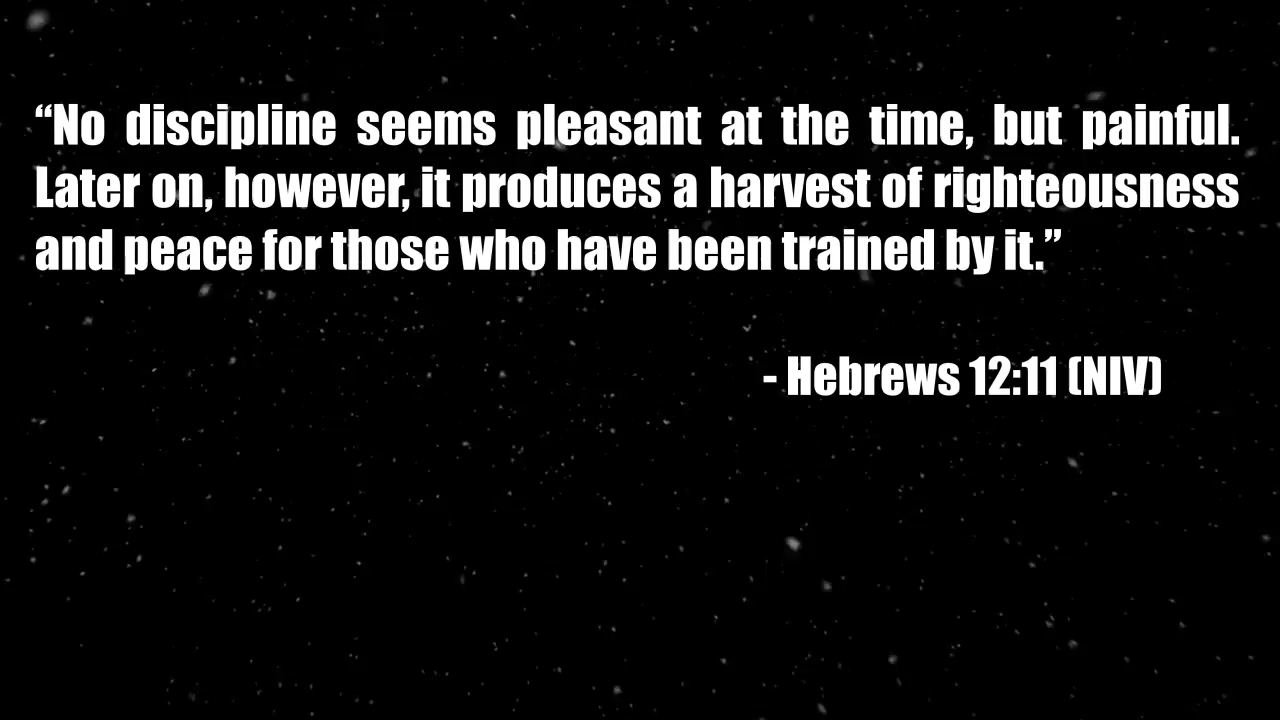 “No discipline seems pleasant at the time, but painful.
Later on, however, it produces a harvest of righteousness
and peace for those who have been trained by it.”
- Hebrews 12:11 (NIV)